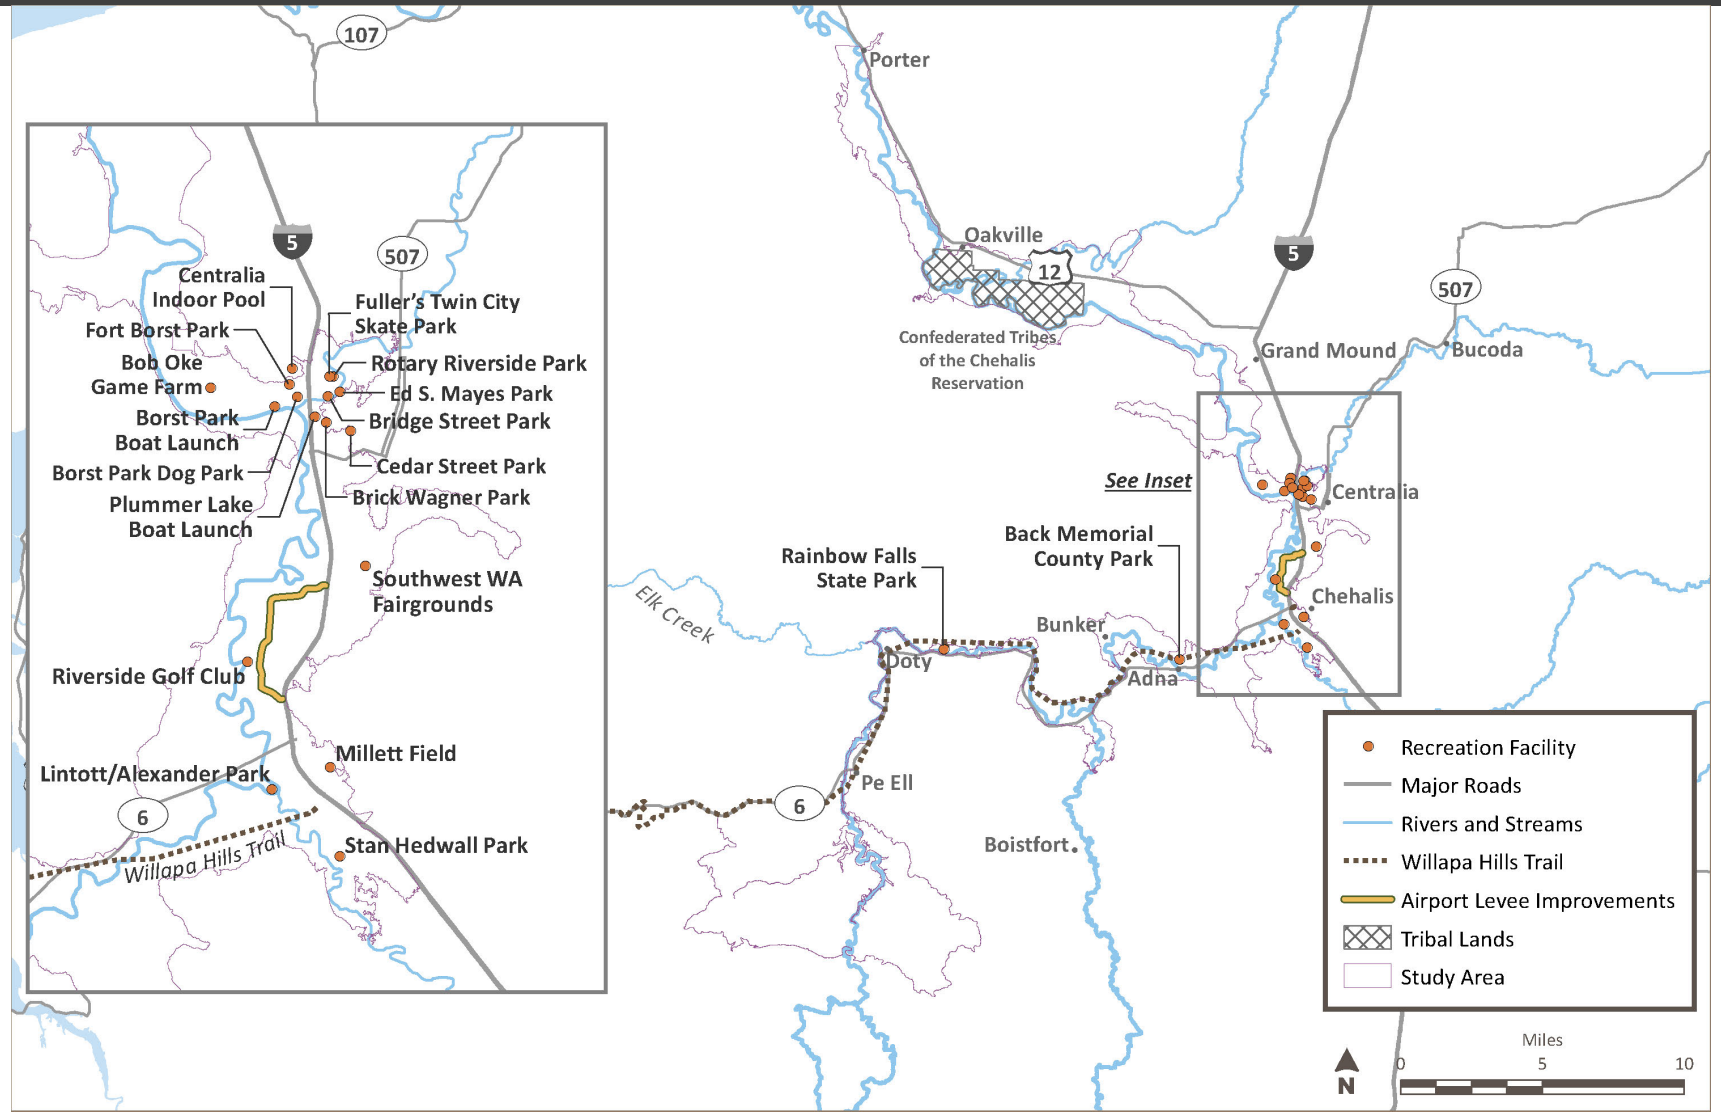 107
Porter
Oakville
12
5
507
Confederated Tribes
of the Chehalis
Reservation
Grand Mound
Bucoda
See Inset
Centralia
Back Memorial
County Park
Rainbow Falls
State Park
Elk Creek
Bunker
Chehalis
Doty
Adna
Pe Ell
6
Boistfort
5
507
Centralia
Indoor Pool
Fort Borst Park
Bob Oke
Game Farm
Borst Park
Boat Launch
Borst Park Dog Park
Plummer Lake
Boat Launch
Fuller's Twin City
Skate Park
Rotary Riverside Park
Ed S. Mayes Park
Bridge Street Park
Cedar Street Park
Brick Wagner Park
Southwest WA
Fairgrounds
Riverside Golf Club
Millett Field
Lintott/Alexander Park
6
Willapa Hills Trail
Stan Hedwall Park
Recreation Facility
Major Roads
Rivers and Streams
Willapa Hills Trail
Airport Levee Improvements
Tribal Lands
Study Area
N
Miles
0 5 10